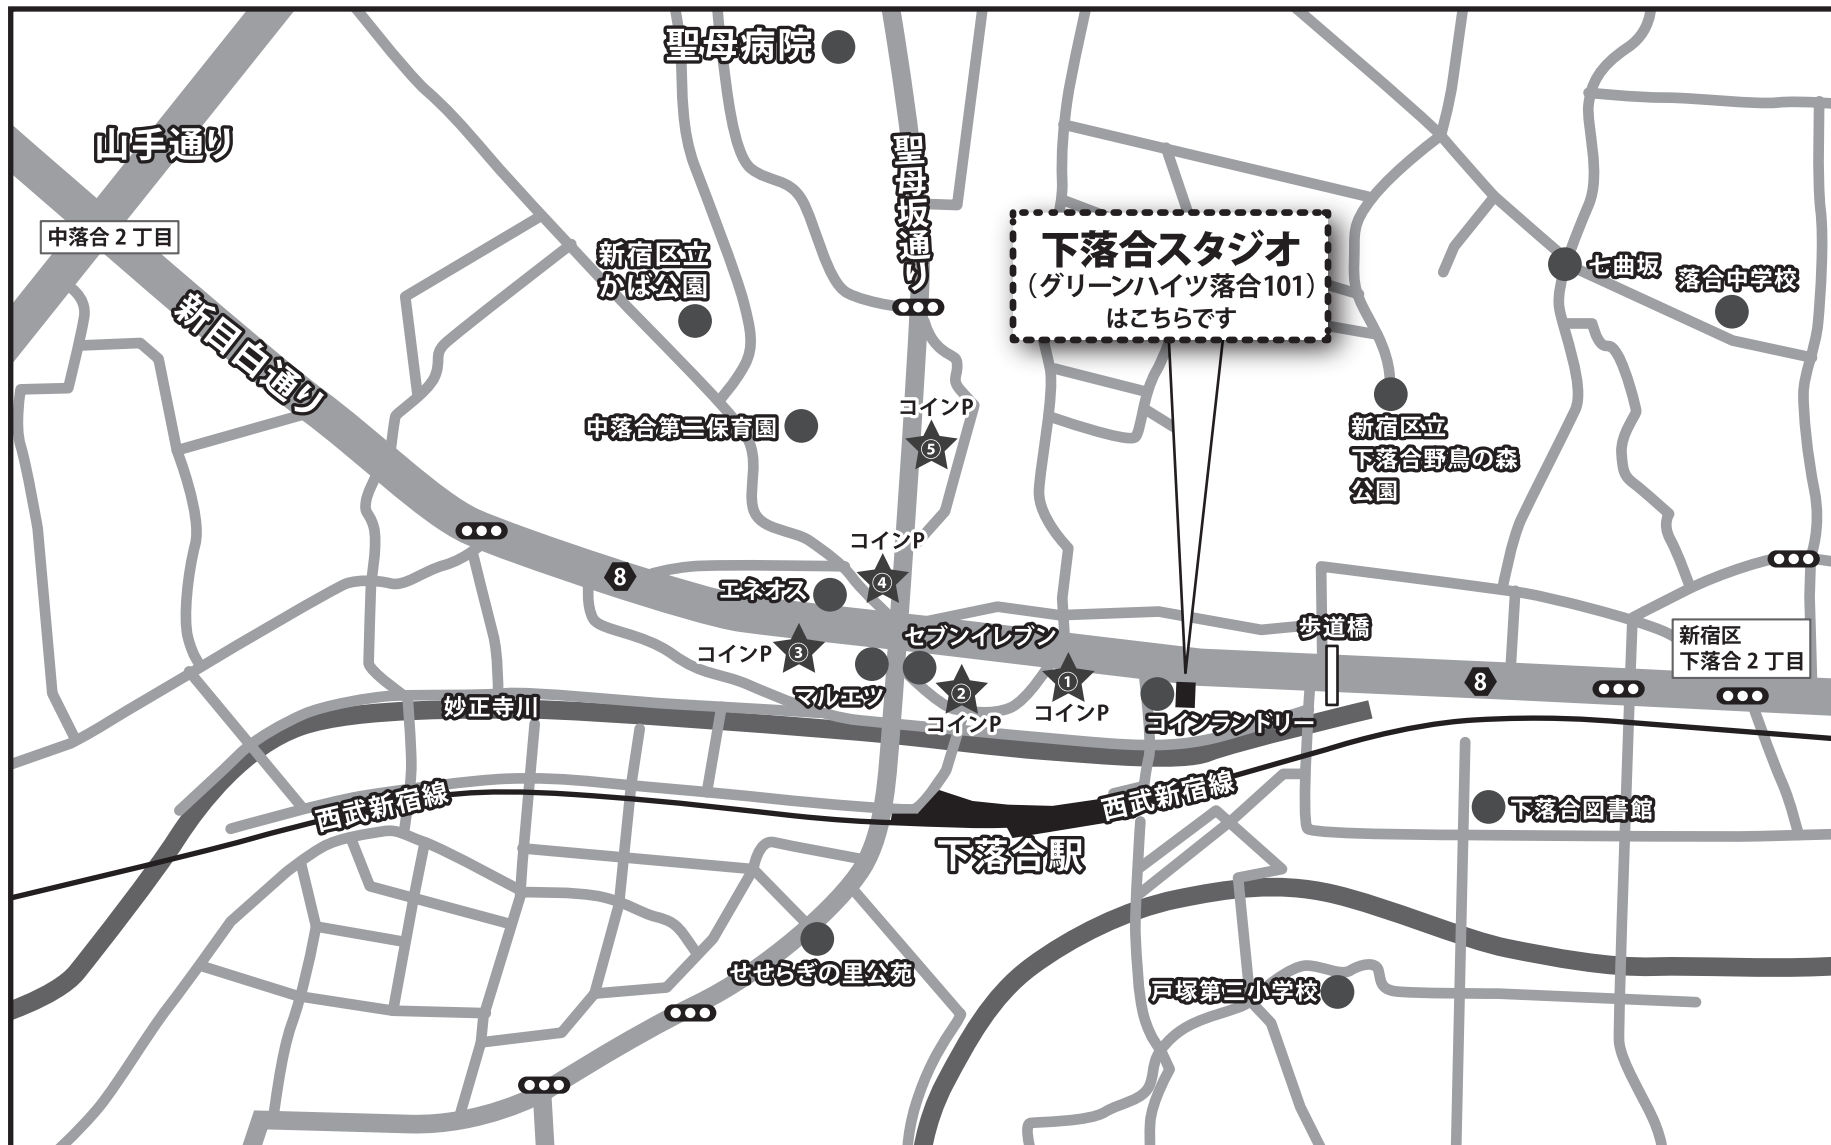 聖母病院
山手通り
聖母坂通り
中落合2丁目
新宿区立
かば公園
下落合スタジオ
(グリーンハイツ落合101)
はこちらです
七曲坂
落合中学校
新目白通り
コインP
5
中落合第二保育園
新宿区立
下落合野鳥の森
公園
コインP
4
8
エネオス
セブンイレブン
歩道橋
新宿区
下落合2丁目
コインP
3
マルエツ
2
コインP
1
コインP
8
妙正寺川
コインランドリー
西武新宿線
西武新宿線
下落合図書館
下落合駅
せせらぎの里公苑
戸塚第三小学校